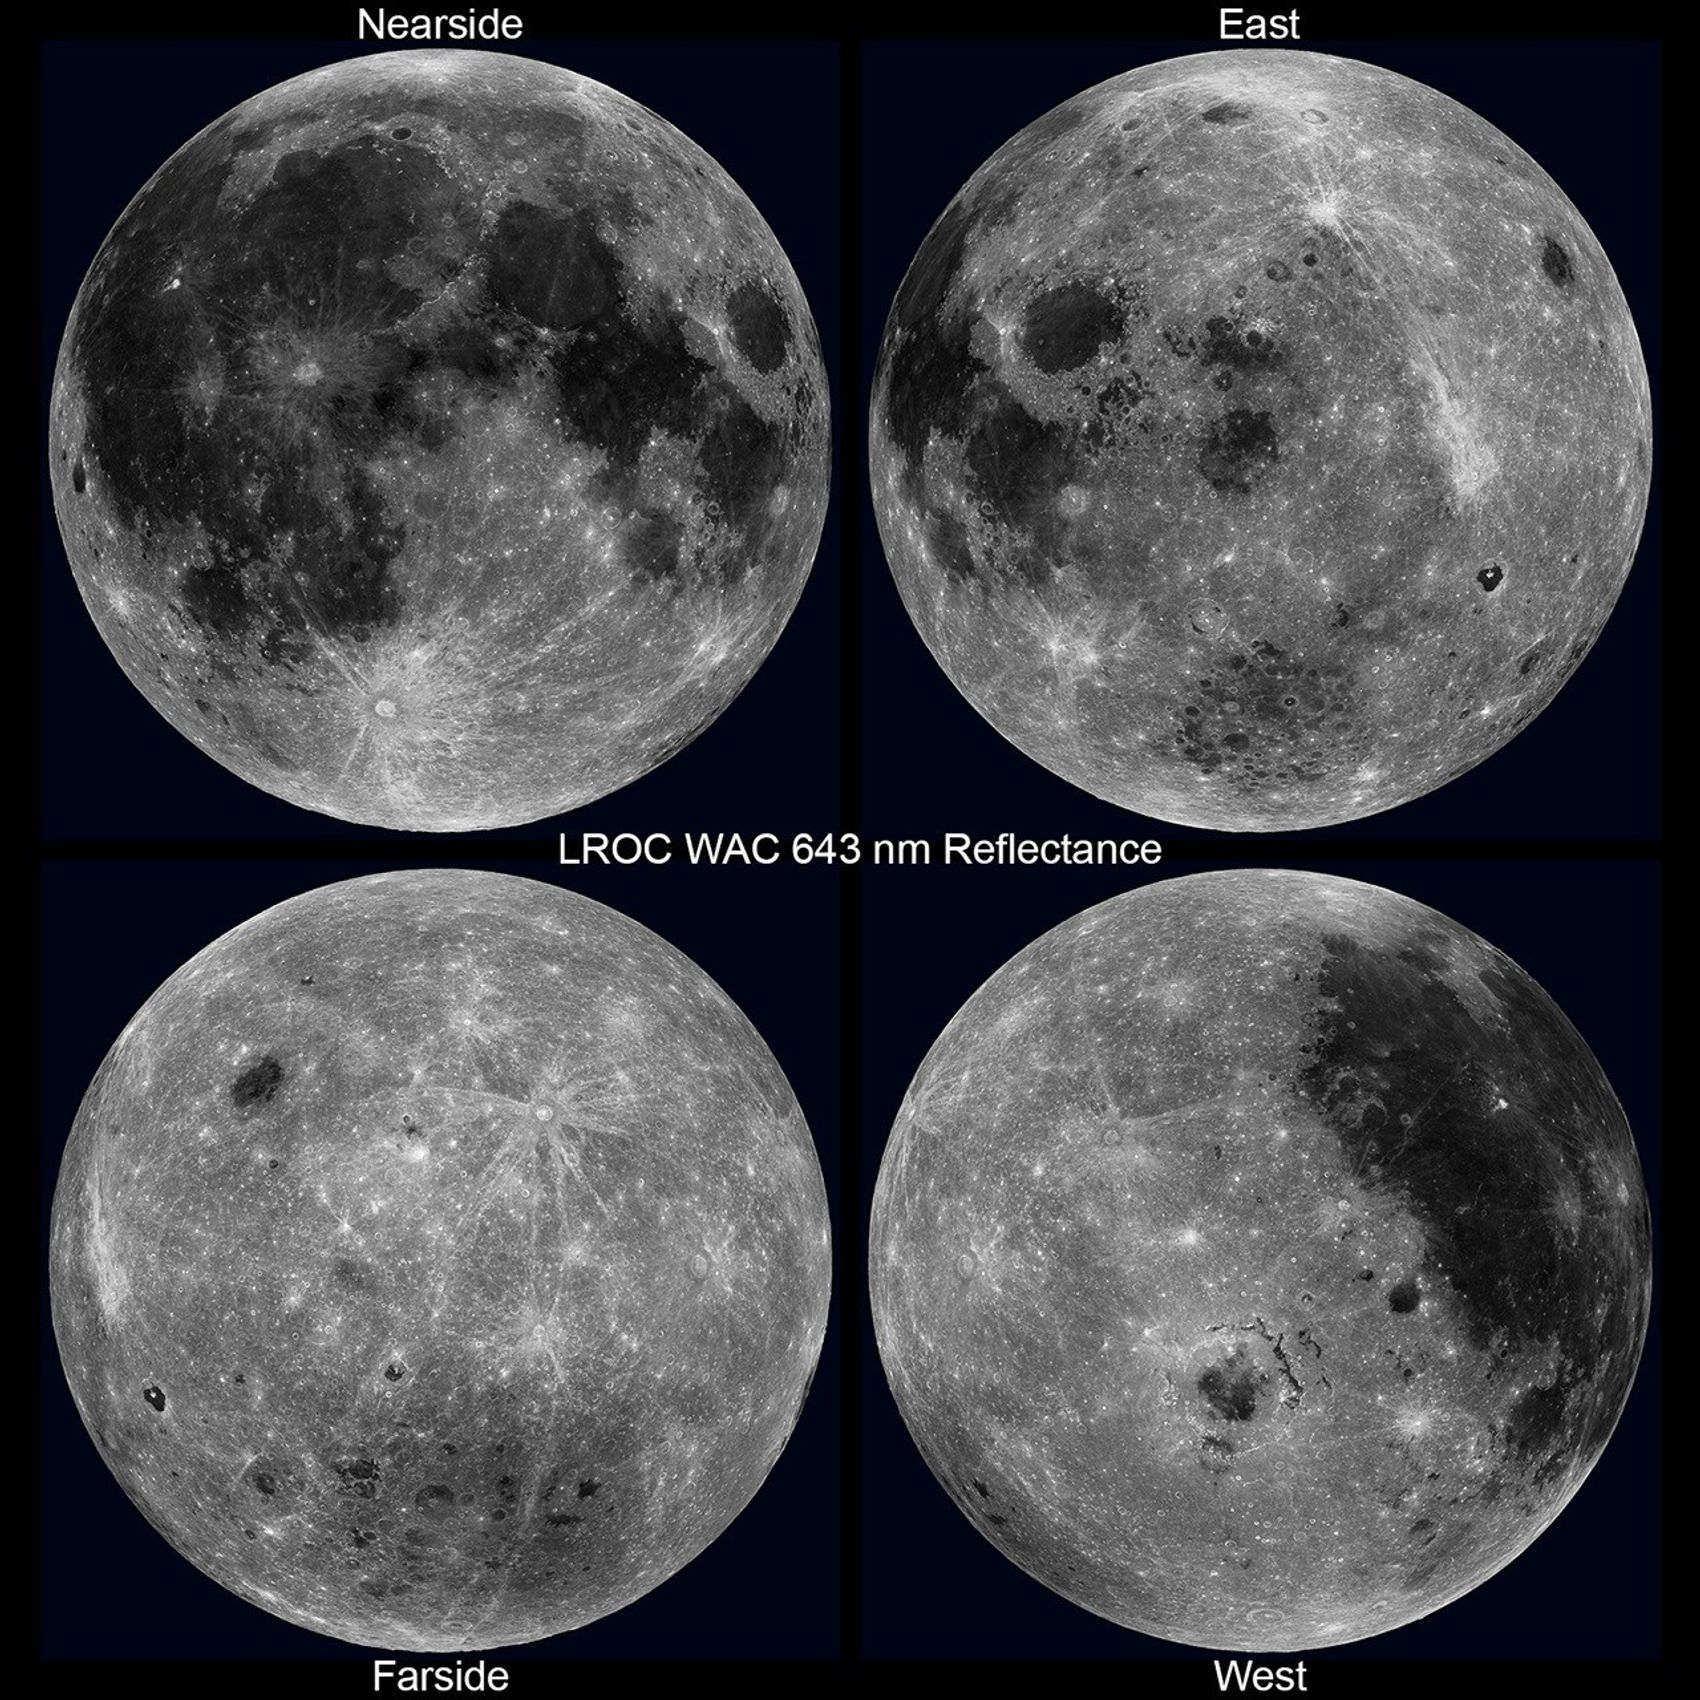 Nearside
East
LROC WAC 643 nm Reflectance
Farside
West